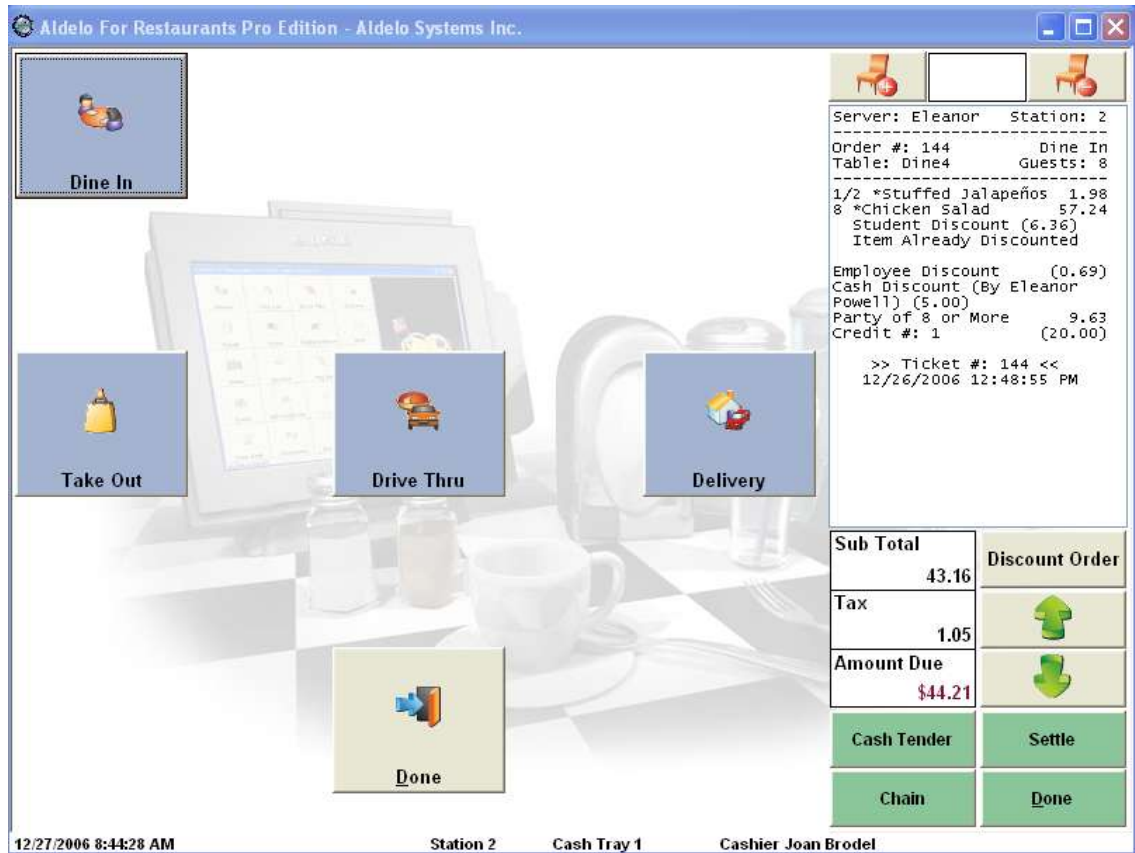 Aldelo For Restaurants Pro Edition - Aldelo Systems Inc.
Dine In
Take Out
Drive Thru
Delivery
Done
Server: Eleanor Station: 2
Order #: 144 Dine In
Table: Dine4 Guests: 8
1/2 *Stuffed Jalapeños 1.98
8 *Chicken Salad 57.24
Student Discount (6.36)
Item Already Discounted
Employee Discount (0.69)
Cash Discount (By Eleanor
Powell) (5.00)
Party of 8 or More 9.63
Credit #: 1 (20.00)
>> Ticket #: 144 <<
12/26/2006 12:48:55 PM
Sub Total
43.16
Discount Order
Tax
1.05
Amount Due
$44.21
Cash Tender
Settle
Chain
Done
12/27/2006 8:44:28 AM Station 2 Cash Tray 1 Cashier Joan Brodel